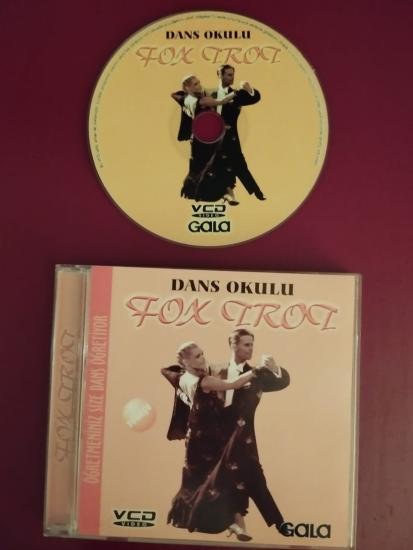 DANS OKULU
FOX TROT
VCD
VIDEO
GALA
DANS OKULU
FOX TROT
FOX TROT
ÖĞRETMENİNİZ SİZE DANS ÖĞRETİYOR
VCD
VIDEO
GALA